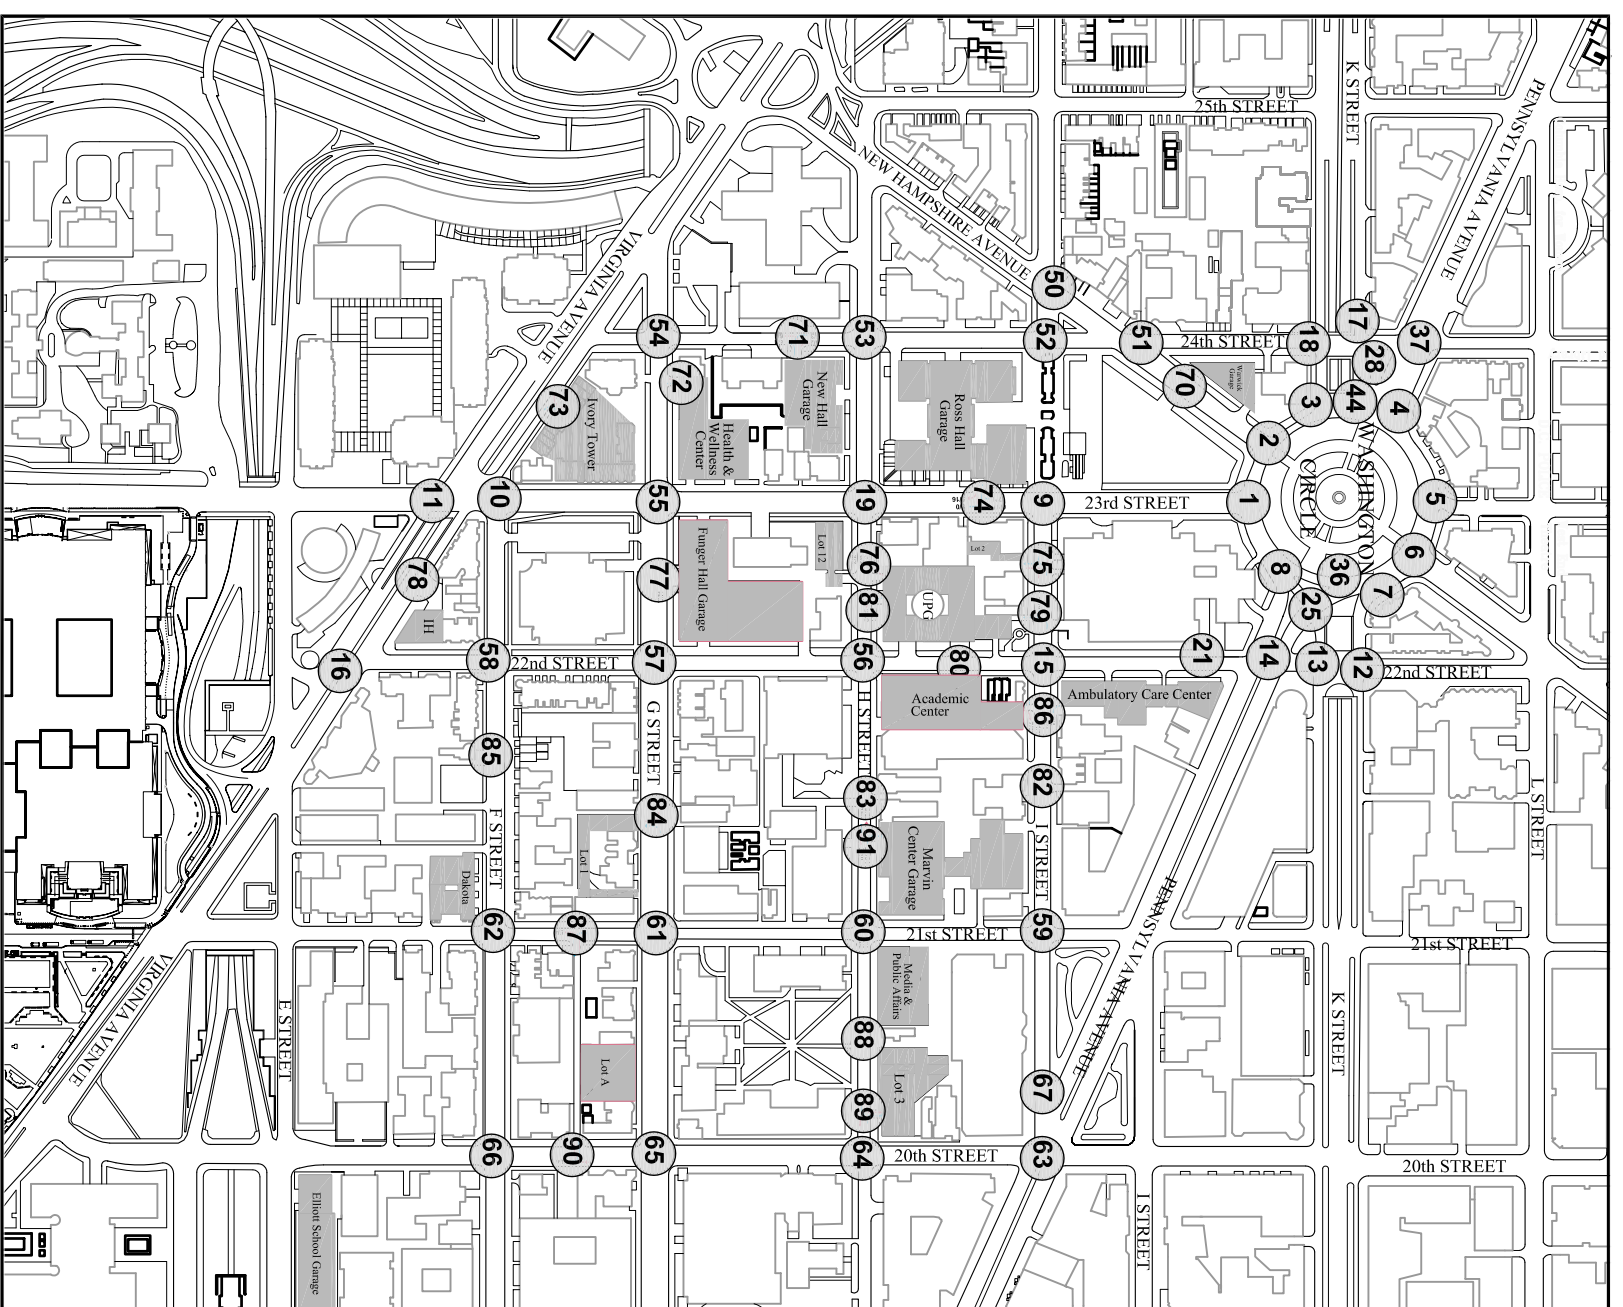 25th STREET
K STREET
PENNSYLVANIA AVENUE
NEW HAMPSHIRE AVENUE
VIRGINIA AVENUE
50
17
54
71
53
52
51
24th STREET
18
37
28
72
70
Warwick
Garage
73
Ivory Tower
New Hall
Garage
Ross Hall
Garage
3
44
4
Health &
Wellness
Center
2
WASHINGTON
CIRCLE
11
10
55
19
74
9
23rd STREET
1
5
Funger Hall Garage
Lot 12
Lot 2
76
75
6
78
77
8
36
7
81
UPG
79
25
IH
16
58
22nd STREET
57
56
80
15
21
14
13
12
22nd STREET
Academic
Center
Ambulatory Care Center
86
G STREET
H STREET
85
82
83
L STREET
84
91
F STREET
Lot 1
Marvin
Center Garage
I STREET
Dakota
PENNSYLVANIA AVENUE
62
87
61
60
21st STREET
59
21st STREET
VIRGINIA AVENUE
Media &
Public Affairs
E STREET
K STREET
88
Lot A
Lot 3
67
89
66
90
65
64
20th STREET
63
20th STREET
Elliott School Garage
I STREET